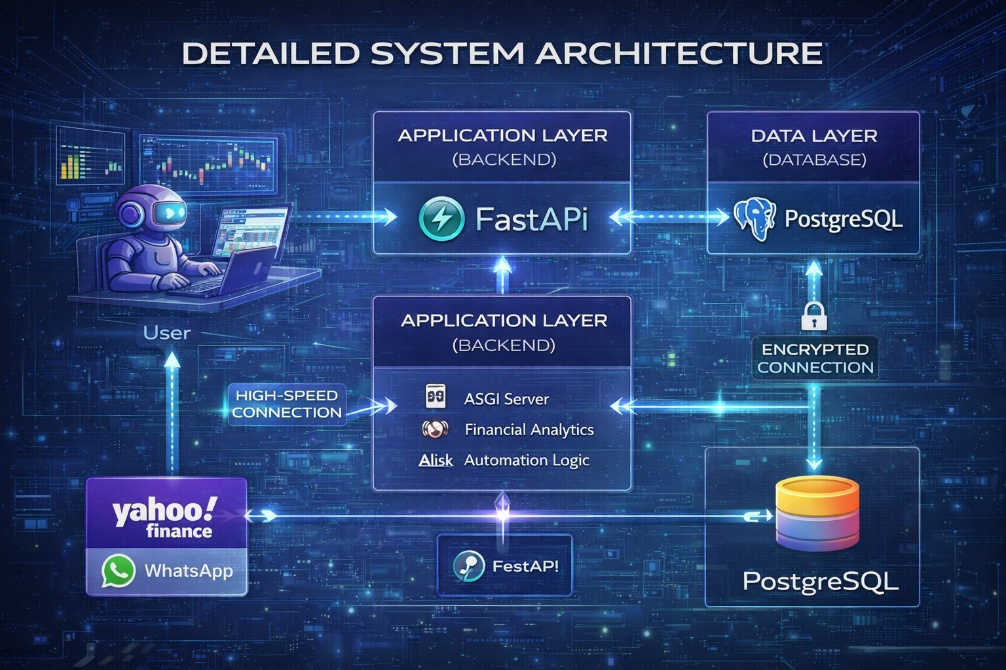 DETAILED SYSTEM ARCHITECTURE
APPLICATION LAYER
(BACKEND)
FastAPi
DATA LAYER
(DATABASE)
PostgreSQL
User
APPLICATION LAYER
(BACKEND)
ASGI Server
Financial Analytics
Alisk Automation Logic
HIGH-SPEED
CONNECTION
ENCRYPTED
CONNECTION
yahoo!
finance
WhatsApp
FestAP!
PostgreSQL